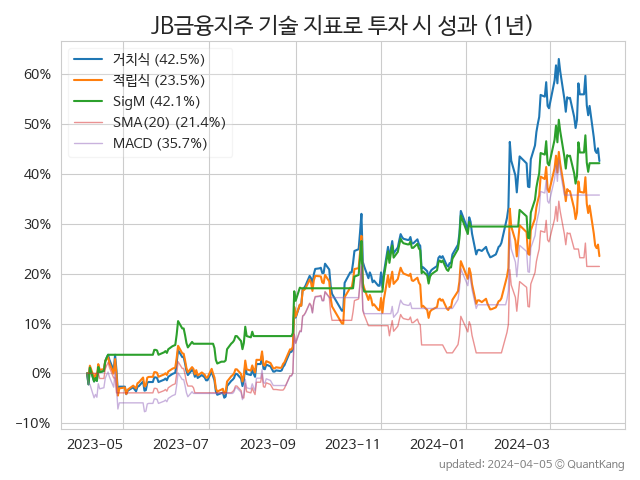 JB금융지주 기술 지표로 투자 시 성과 (1년)
거치식 (42.5%)
적립식 (23.5%)
SigM (42.1%)
SMA(20) (21.4%)
MACD (35.7%)
60%
50%
40%
30%
20%
10%
0%
−10%
2023-05
2023-07
2023-09
2023-11
2024-01
2024-03
updated: 2024-04-05 © QuantKang